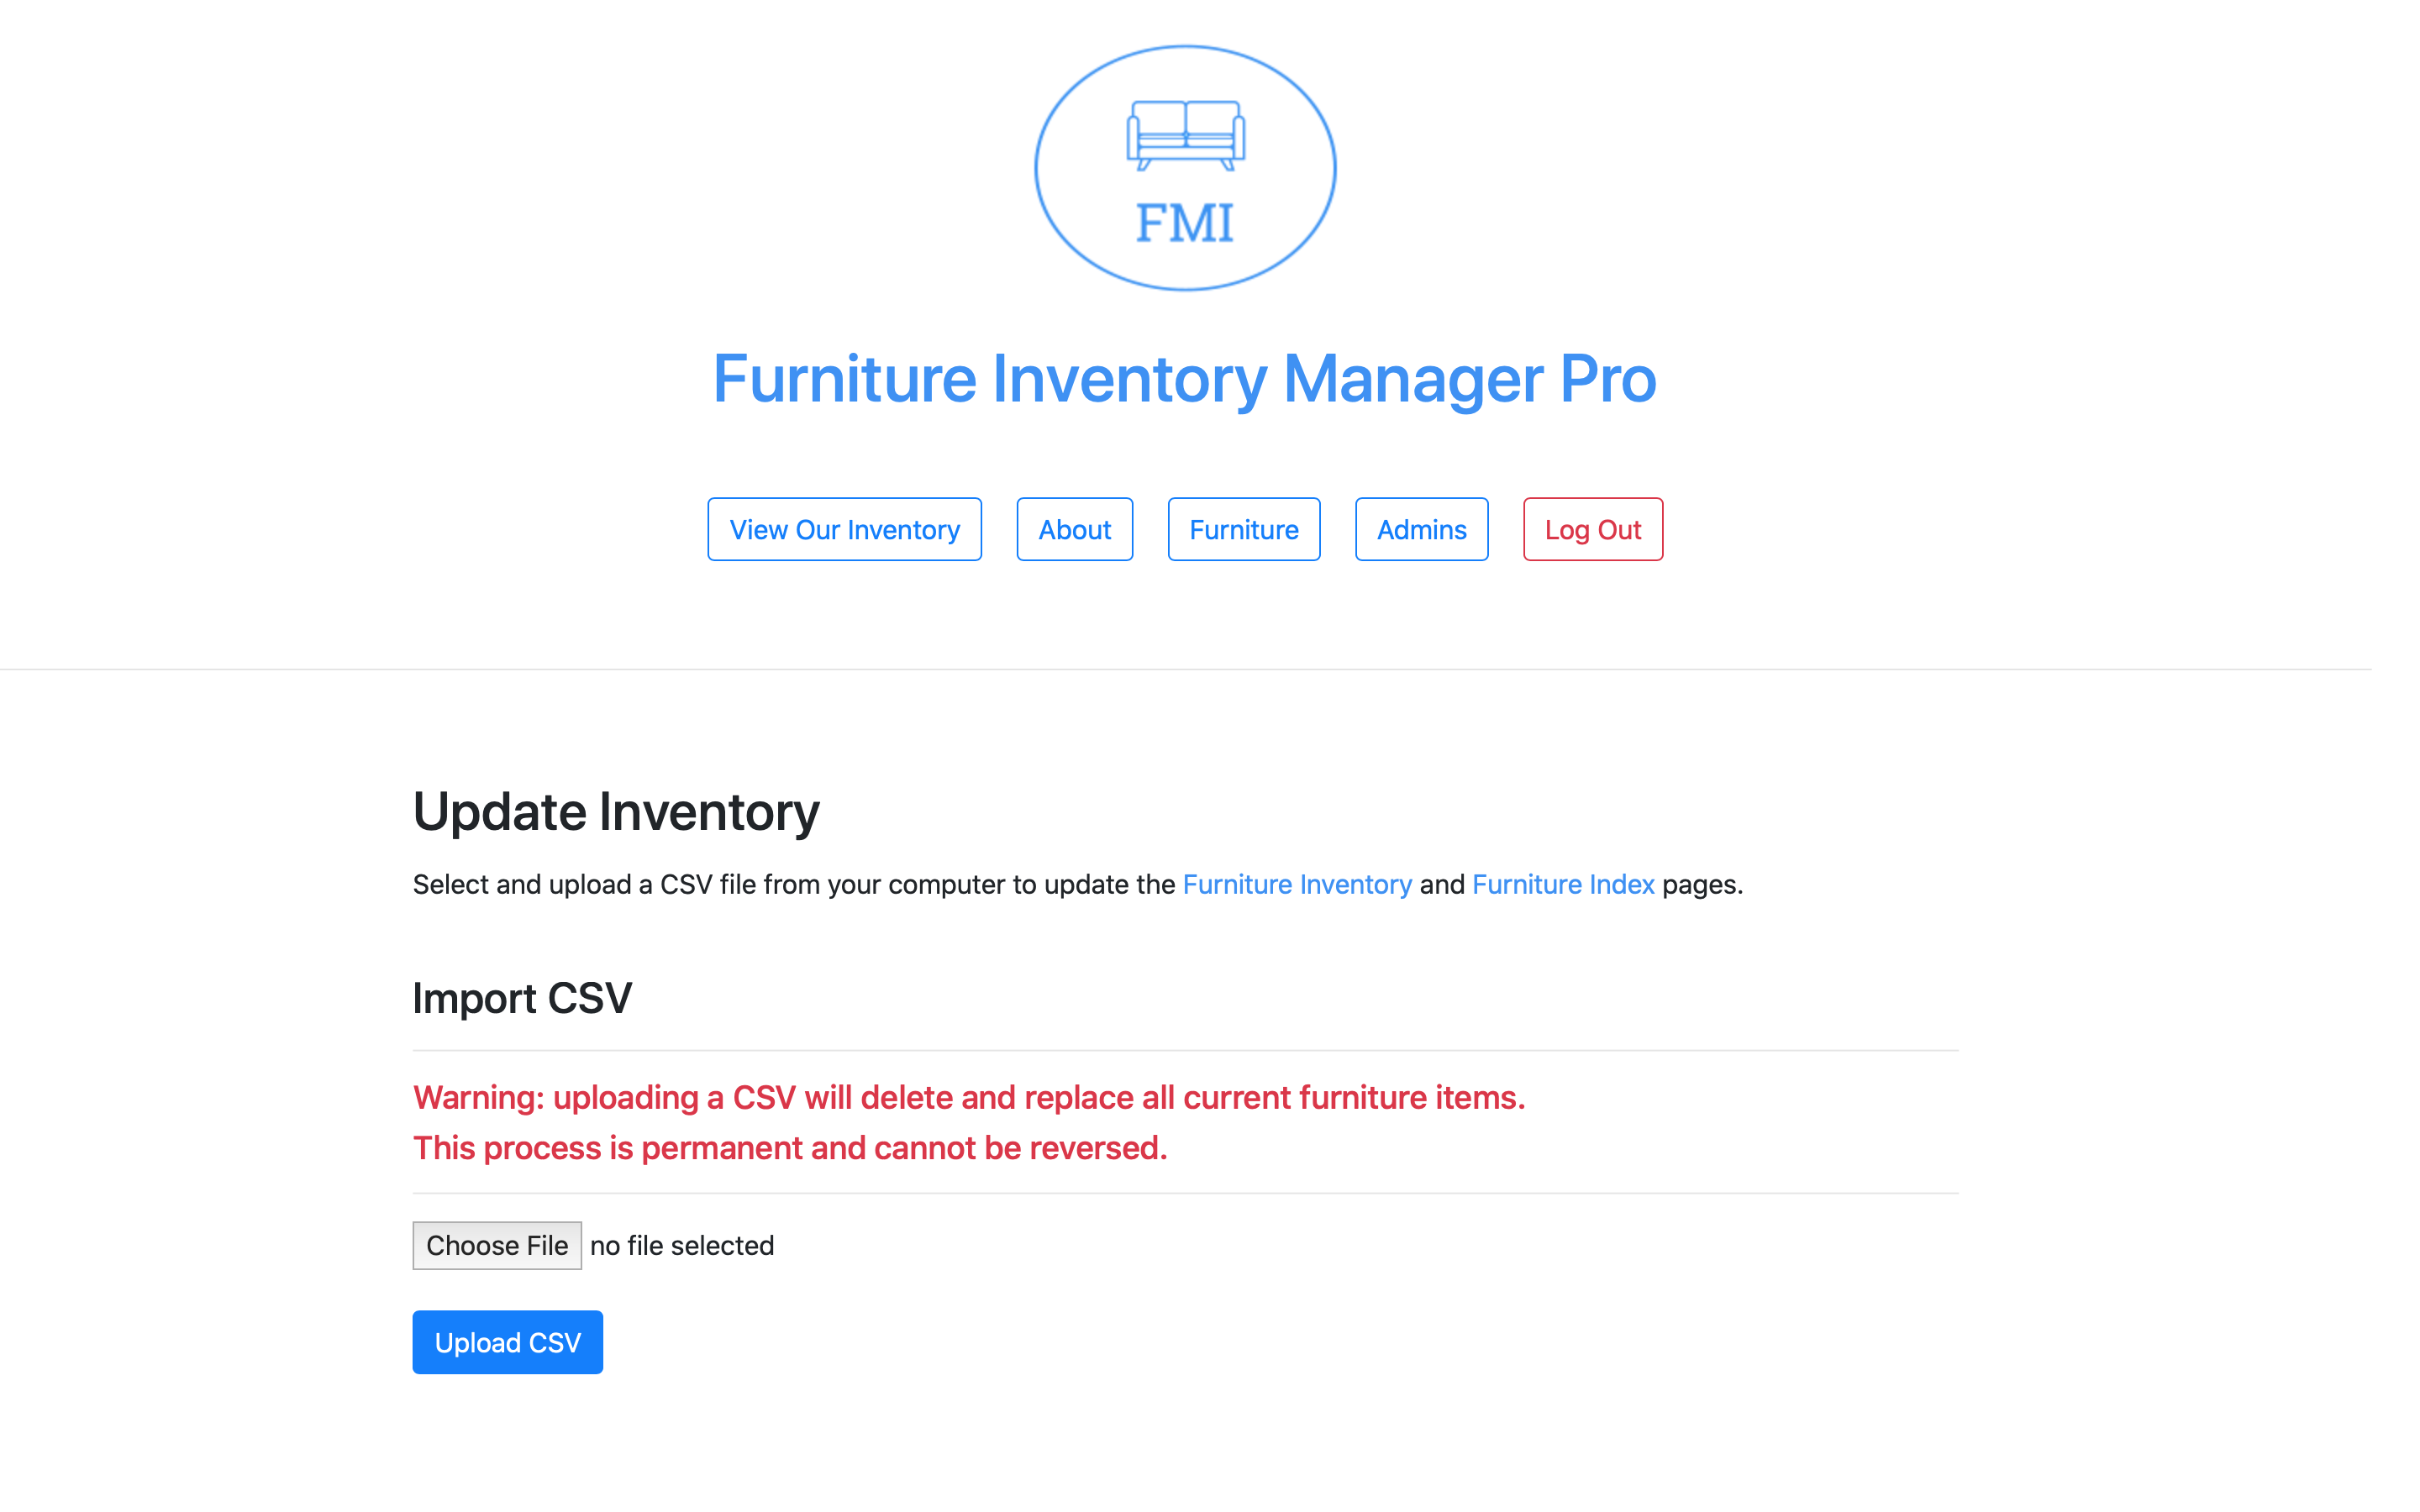 FMI
Furniture Inventory Manager Pro
View Our Inventory
About
Furniture
Admins
Log Out
Update Inventory
Select and upload a CSV file from your computer to update the Furniture Inventory and Furniture Index pages.
Import CSV
Warning: uploading a CSV will delete and replace all current furniture items.
This process is permanent and cannot be reversed.
Choose File no file selected
Upload CSV